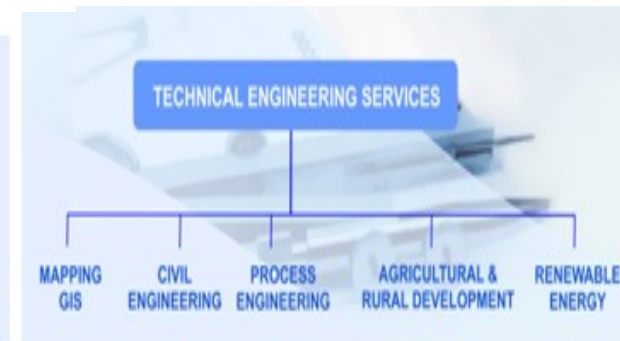 TECHNICAL ENGINEERING SERVICES
MAPPING
GIS
CIVIL
ENGINEERING
PROCESS
ENGINEERING
AGRICULTURAL &
RURAL DEVELOPMENT
RENEWABLE
ENERGY